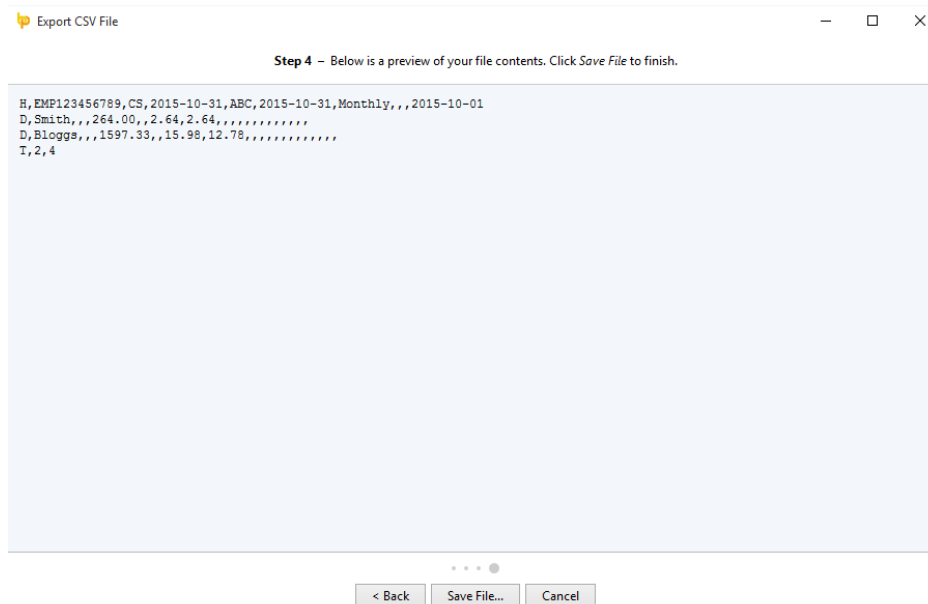 Export CSV File
Step 4 – Below is a preview of your file contents. Click Save File to finish.
H,EMP123456789,CS,2015-10-31,ABC,2015-10-31,Monthly,,,2015-10-01
D,Smith,,,264.00,,2.64,2.64,,,,,,,,,,,,,
D,Bloggs,,,1597.33,,15.98,12.78,,,,,,,,,,,,,
T,2,4
< Back
Save File...
Cancel